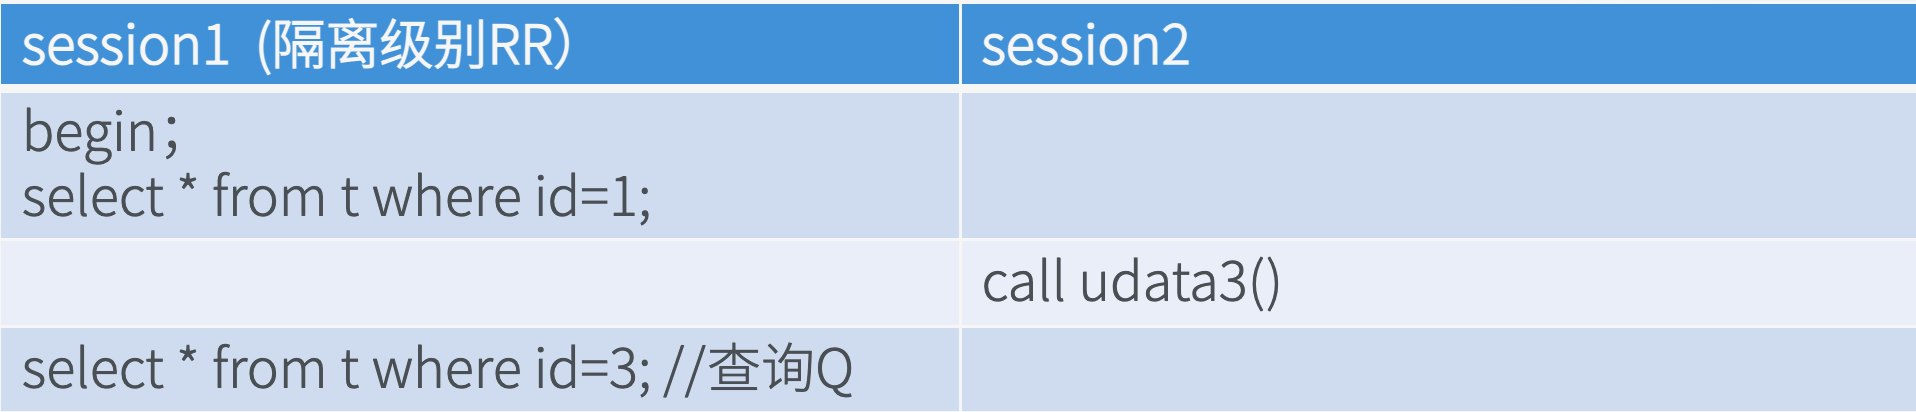 session1 (隔离级别RR）
session2
begin；
select * from t where id=1;
call udata3()
select * from t where id=3; //查询Q